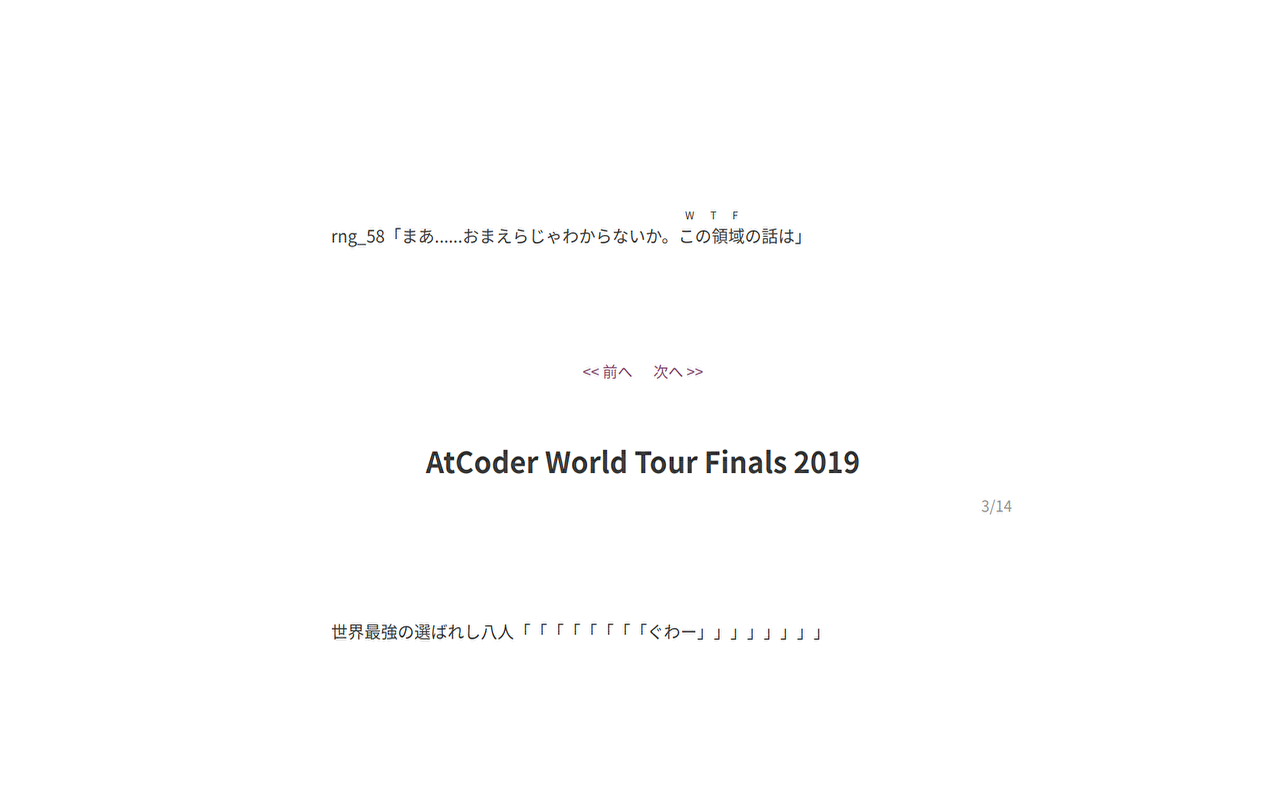 W T F
rng_58「まあ……おまえらじゃわからないか。この領域の話は」
<< 前へ 次へ >>
AtCoder World Tour Finals 2019
3/14
世界最強の選ばれし八人「「「「「「「「ぐわー」」」」」」」」